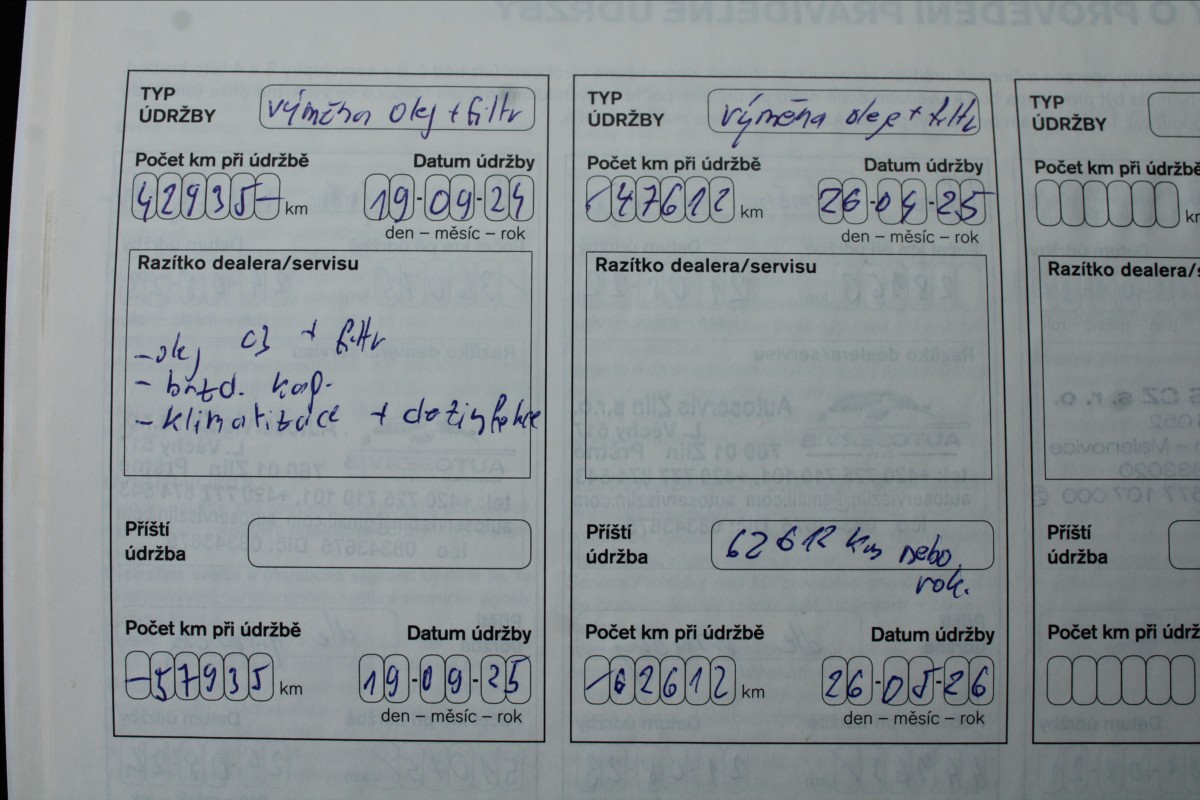 TYP
ÚDRŽBY
výměna olej + filtr
Počet km při údržbě
Datum údržby
42935- km
19-09-24
den – měsíc – rok
Razítko dealera/servisu
-olej C3 + filtr
- brzd. kap.
- klimatizace + dezinfekce
Příští
údržba
Počet km při údržbě
Datum údržby
-57935 km
19-09-25
den – měsíc – rok
TYP
ÚDRŽBY
výměna oleje + filtr
Počet km při údržbě
Datum údržby
-47612 km
26-04-25
den – měsíc – rok
Razítko dealera/servisu
Příští
údržba
62612 km nebo
rok.
Počet km při údržbě
Datum údržby
-62612 km
26-05-26
den – měsíc – rok
TYP
ÚDRŽBY
Počet km při údržbě
Razítko dealera/s
Příští
údržba
Počet km při údržbě